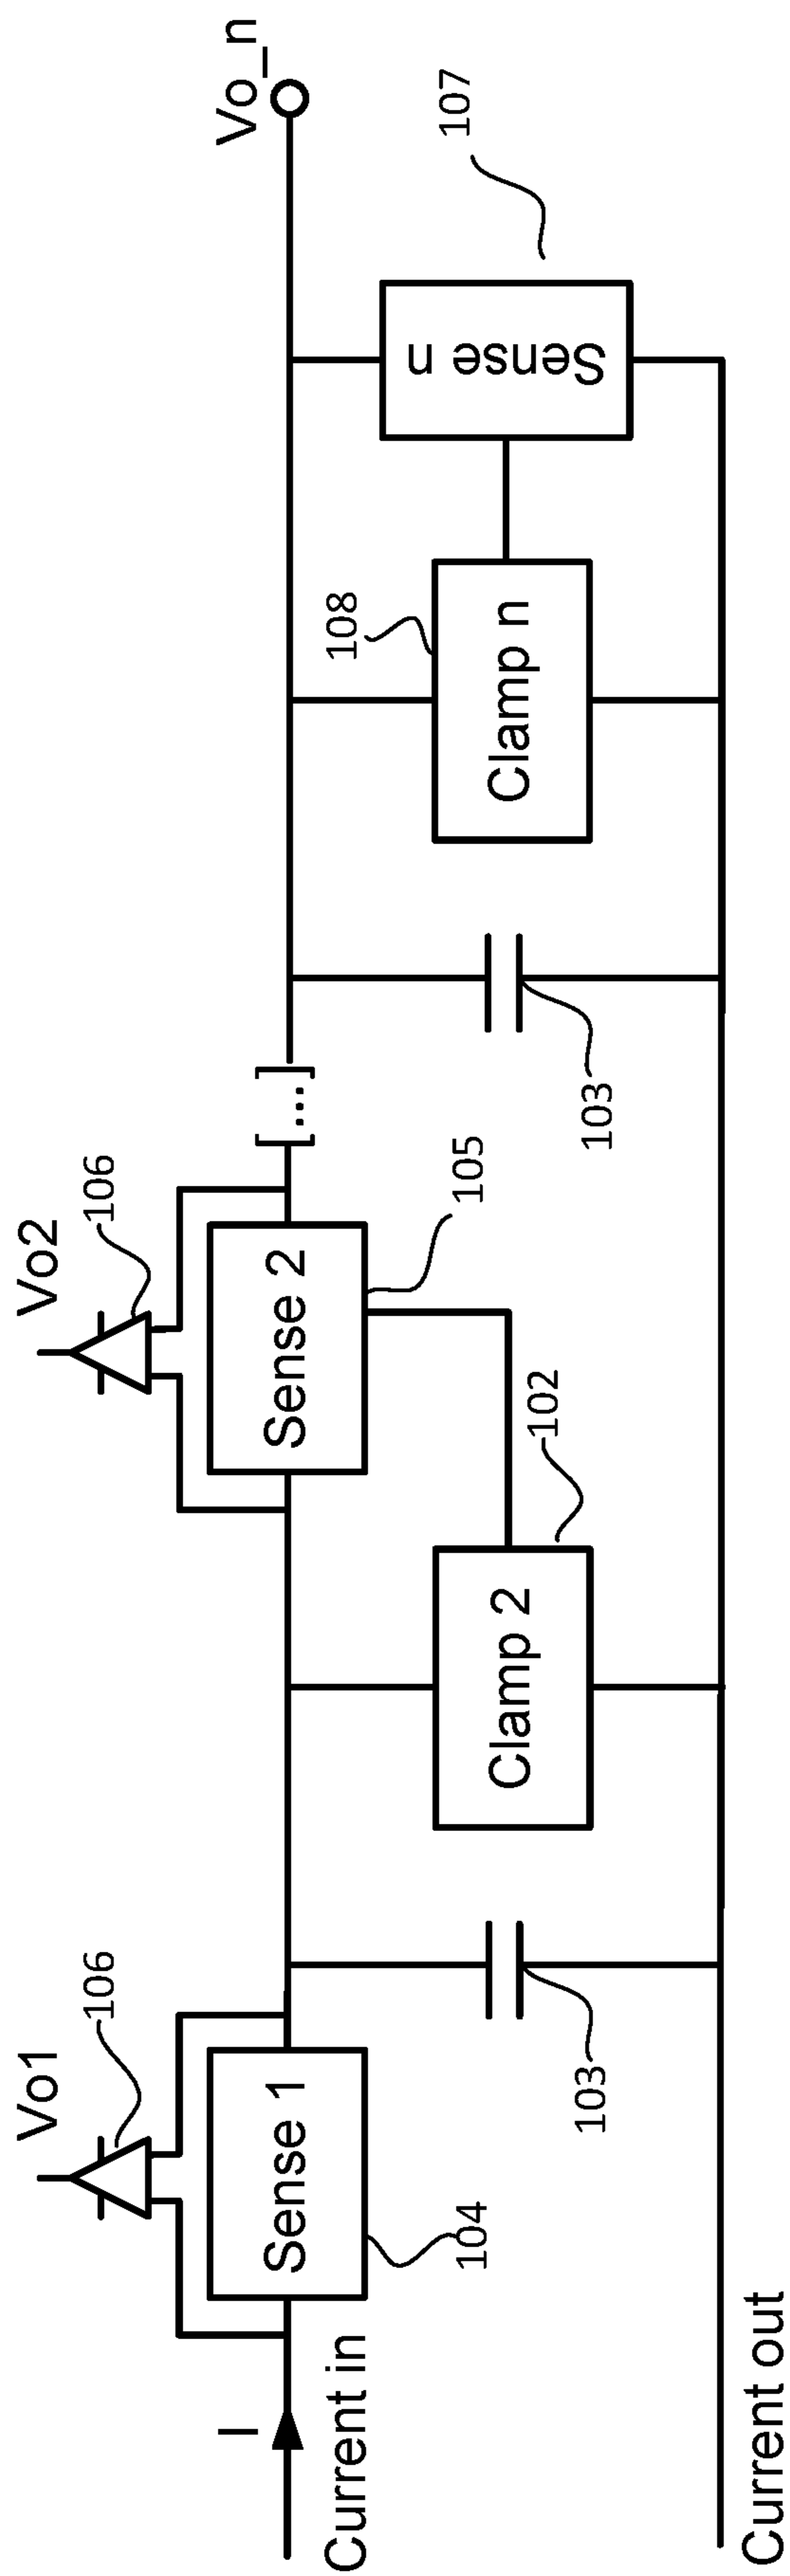 Vo1
106
Vo2
106
Vo_n
I
Current in
Sense 1
104
Sense 2
105
[...]
103
Clamp 2
102
103
Clamp n
108
Sense n
107
Current out